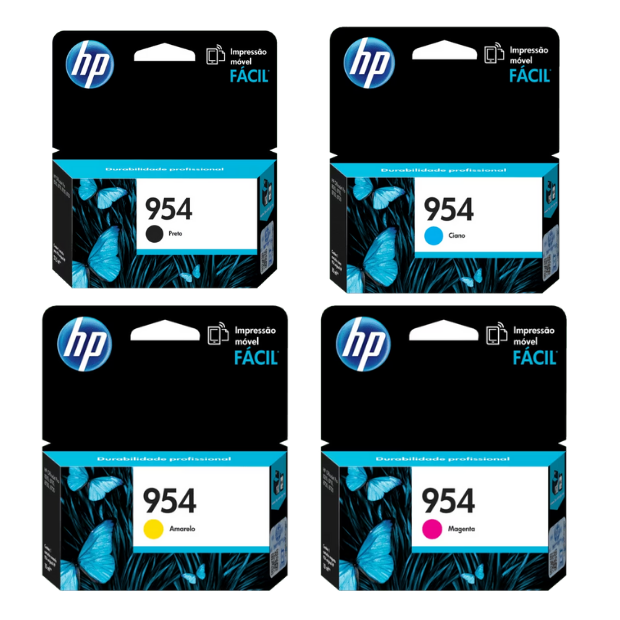 hp
Impressão
móvel
FÁCIL
Durabilidade profissional
954
Preto
hp
Impressão
móvel
FÁCIL
Durabilidade profissional
954
Ciano
hp
Impressão
móvel
FÁCIL
Durabilidade profissional
954
Amarelo
hp
Impressão
móvel
FÁCIL
Durabilidade profissional
954
Magenta